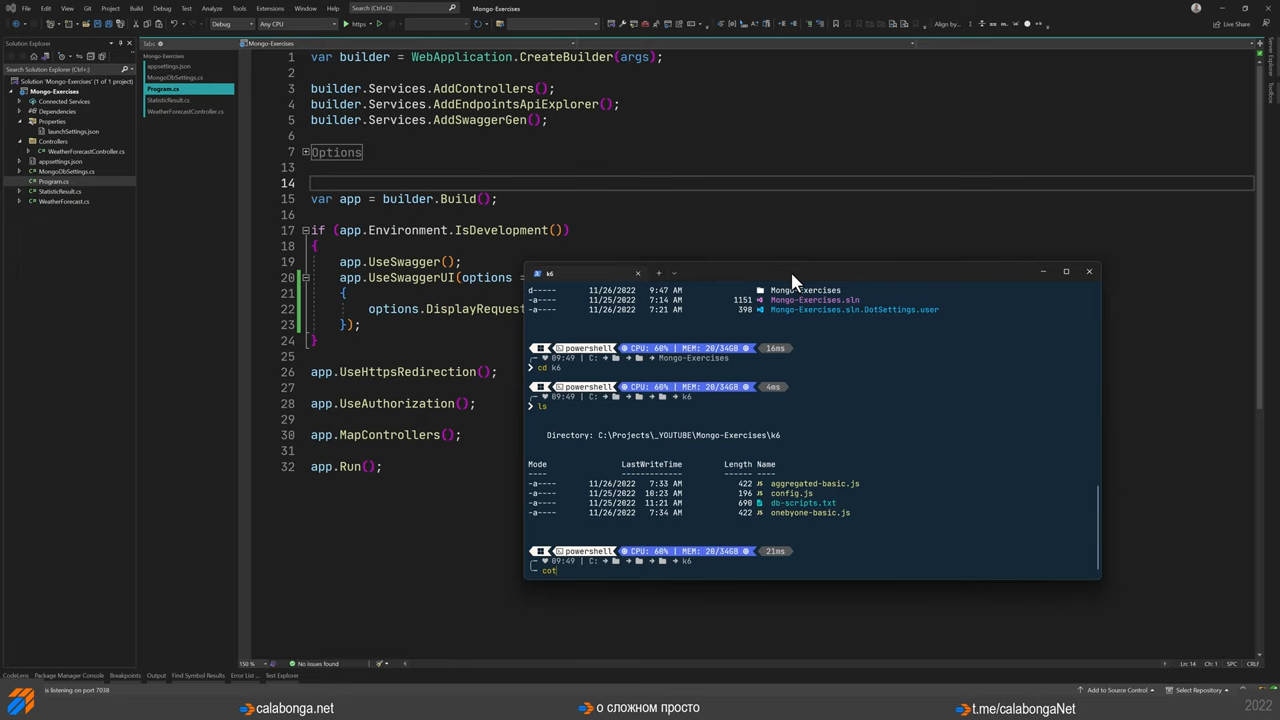 File Edit View Git Project Build Debug Test Analyze Tools Extensions Window Help Search (Ctrl+Q) Mongo-Exercises
Debug Any CPU https Align by... Live Share
Solution Explorer
Search Solution Explorer (Ctrl+;)
Solution 'Mongo-Exercises' (1 of 1 project)
Mongo-Exercises
Connected Services
Dependencies
Properties
launchSettings.json
Controllers
WeatherForecastController.cs
appsettings.json
MongoDbSettings.cs
Program.cs
StatisticResult.cs
WeatherForecast.cs
Tabs
Mongo-Exercises
appsettings.json
MongoDbSettings.cs
Program.cs
StatisticResult.cs
WeatherForecastController.cs
Mongo-Exercises
1 var builder = WebApplication.CreateBuilder(args);
2
3 builder.Services.AddControllers();
4 builder.Services.AddEndpointsApiExplorer();
5 builder.Services.AddSwaggerGen();
6
7 Options
13
14
15 var app = builder.Build();
16
17 if (app.Environment.IsDevelopment())
18 {
19 app.UseSwagger();
20 app.UseSwaggerUI(options =
21 {
22 options.DisplayRequest
23 });
24 }
25
26 app.UseHttpsRedirection();
27
28 app.UseAuthorization();
29
30 app.MapControllers();
31
32 app.Run();
k6
d----- 11/26/2022 9:47 AM Mongo-Exercises
-a---- 11/25/2022 7:14 AM 1151 Mongo-Exercises.sln
-a---- 11/26/2022 7:21 AM 398 Mongo-Exercises.sln.DotSettings.user
powershell CPU: 60% | MEM: 20/34GB 16ms
09:49 | C: Mongo-Exercises
cd k6
powershell CPU: 60% | MEM: 20/34GB 4ms
09:49 | C: k6
ls
Directory: C:\Projects\_YOUTUBE\Mongo-Exercises\k6
Mode LastWriteTime Length Name
---- ------------- ------ ----
-a---- 11/26/2022 7:33 AM 422 aggregated-basic.js
-a---- 11/25/2022 10:23 AM 196 config.js
-a---- 11/25/2022 11:21 AM 690 db-scripts.txt
-a---- 11/26/2022 7:34 AM 422 onebyone-basic.js
powershell CPU: 60% | MEM: 20/34GB 21ms
09:49 | C: k6
cot
Server Explorer
Toolbox
150 % No issues found Ln: 14 Ch: 1 SPC CRLF
CodeLens Package Manager Console Breakpoints Output Find Symbol Results Error List ... Test Explorer
is listening on port 7038 Add to Source Control Select Repository
calabonga.net о сложном просто t.me/calabongaNet 2022